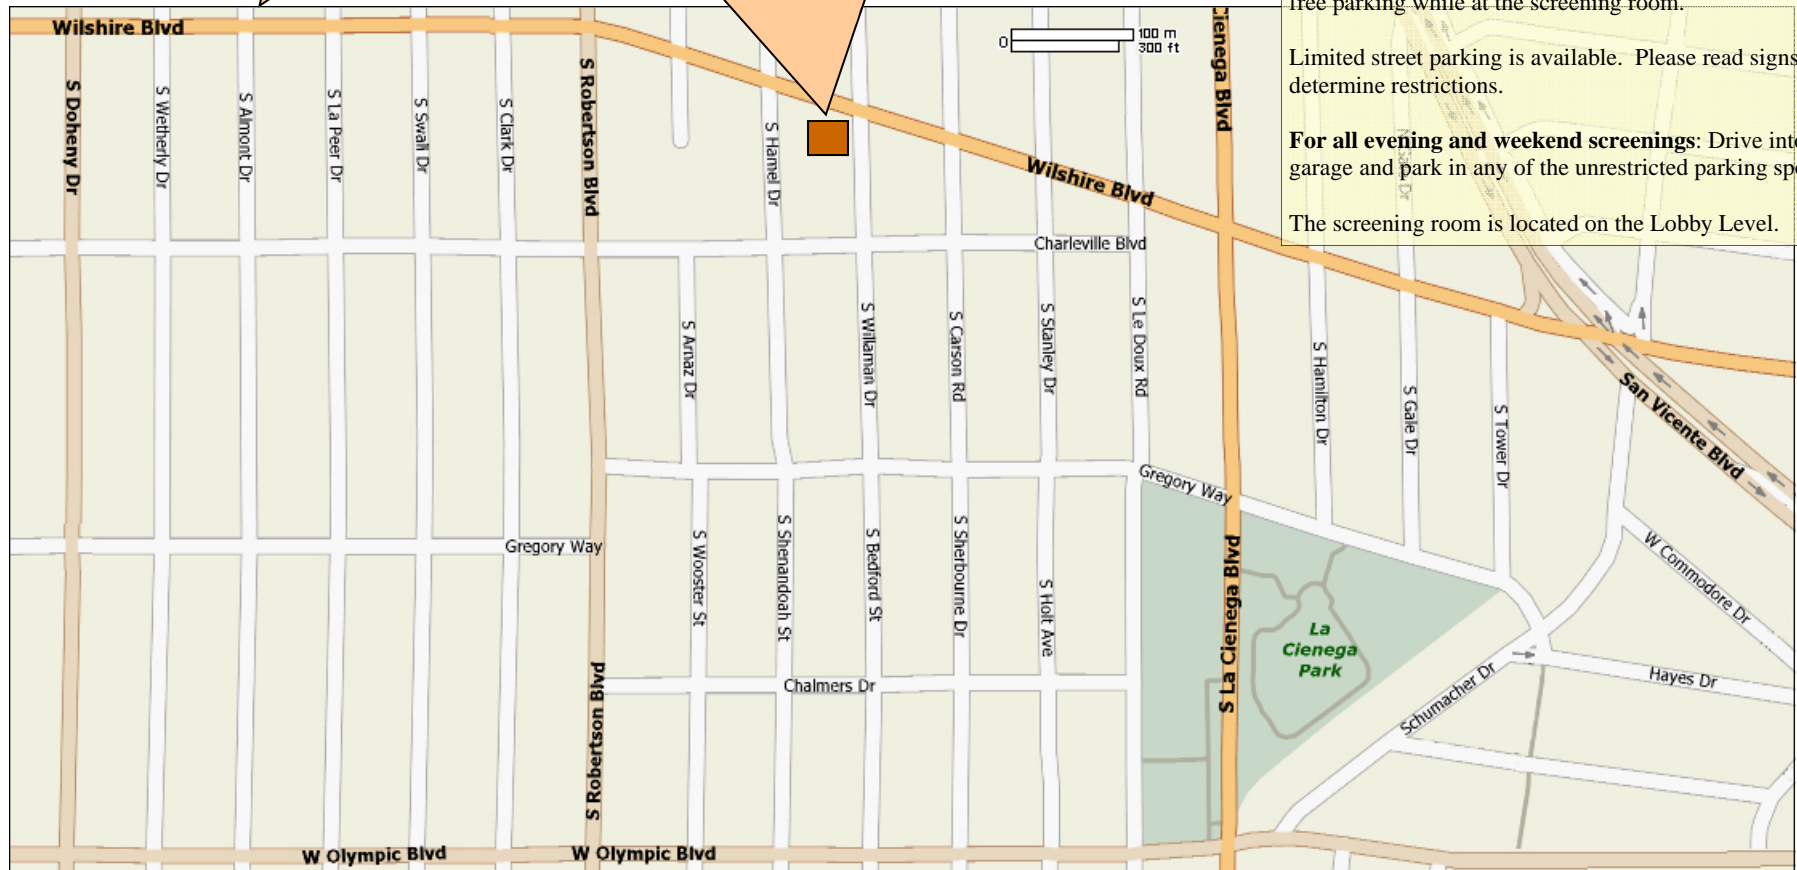 free parking while at the screening room.
Limited street parking is available.  Please read signs
determine restrictions.
For all evening and weekend screenings: Drive into
garage and park in any of the unrestricted parking
The screening room is located on the Lobby Level.
Wilshire Blvd
0
100 m
300 ft
Cienega Blvd
S Doheny Dr
S Wetherly Dr
S Almont Dr
S La Peer Dr
S Swall Dr
S Clark Dr
S Robertson Blvd
S Hamel Dr
Wilshire Blvd
Charleville Blvd
S Arnaz Dr
S Willaman Dr
S Carson Rd
S Stanley Dr
S Le Doux Rd
S Hamilton Dr
S Gale Dr
S Tower Dr
San Vicente Blvd
Gregory Way
Gregory Way
S Wooster St
S Shenandoah St
S Bedford St
S Sherbourne Dr
S Holt Ave
S La Cienega Blvd
La
Cienega
Park
W Commodore Dr
Hayes Dr
Schumacher Dr
Chalmers Dr
S Robertson Blvd
W Olympic Blvd
W Olympic Blvd